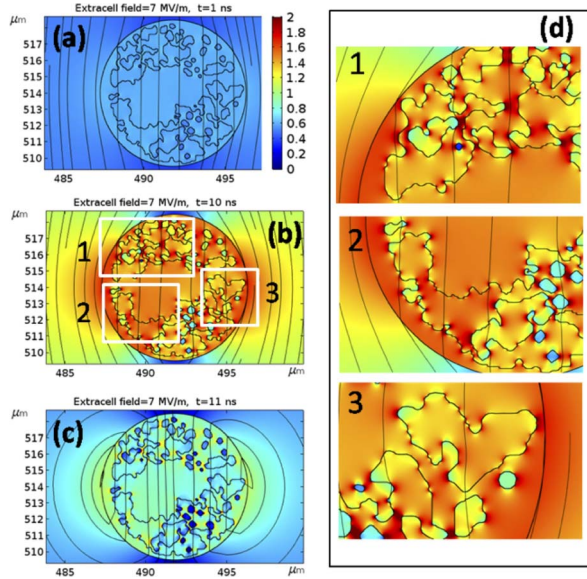 Extracell field=7 MV/m, t=1 ns
μm
(a)
517
516
515
514
513
512
511
510
485 490 495
2
1.8
1.6
1.4
1.2
1
0.8
0.6
0.4
0.2
0
μm
Extracell field=7 MV/m, t=10 ns
μm
(b)
1
2
3
517
516
515
514
513
512
511
510
485 490 495
μm
Extracell field=7 MV/m, t=11 ns
μm
(c)
517
516
515
514
513
512
511
510
485 490 495
μm
(d)
1
2
3